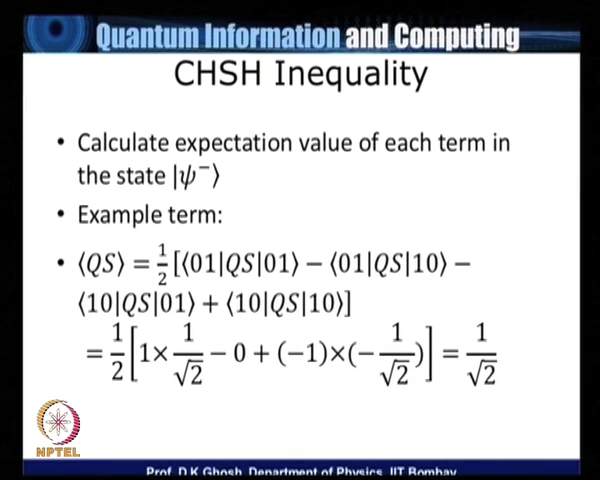 Quantum Information and Computing
CHSH Inequality
• Calculate expectation value of each term in
the state |ψ⁻⟩
• Example term:
• ⟨QS⟩ = 1/2 [⟨01|QS|01⟩ − ⟨01|QS|10⟩ −
⟨10|QS|01⟩ + ⟨10|QS|10⟩]
= 1/2 [1 × 1/√2 − 0 + (−1) × (− 1/√2)] = 1/√2
NPTEL
Prof. D K Ghosh, Department of Physics, IIT Bombay